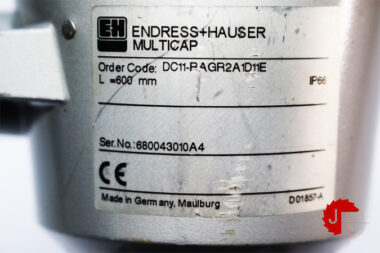 EH ENDRESS+HAUSER
MULTICAP
Order Code: DC11-RAGR2A1D11E
L =600 mm IP66
Ser.No.: 680043010A4
CE
Made in Germany, Maulburg D01857-A
J